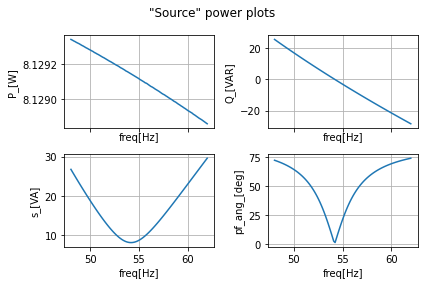 "Source" power plots
8.1292
8.1290
P_[W]
freq[Hz]
20
0
−20
Q_[VAR]
freq[Hz]
30
20
10
s_[VA]
50
55
60
freq[Hz]
75
50
25
0
pf_ang_[deg]
50
55
60
freq[Hz]